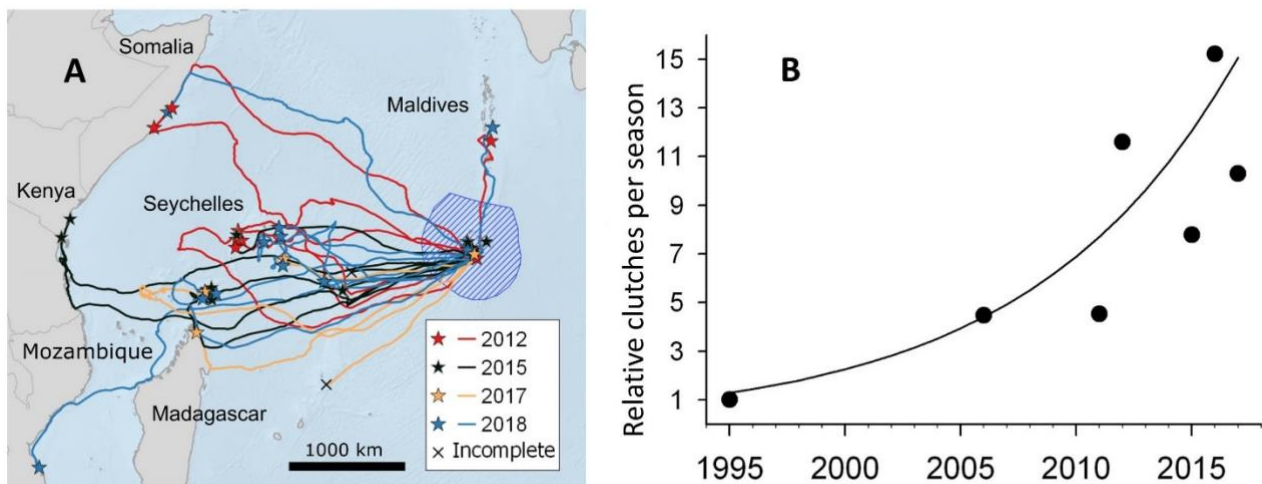 A
Somalia
Maldives
Kenya
Seychelles
Mozambique
Madagascar
1000 km
2012
2015
2017
2018
Incomplete
B
Relative clutches per season
15
13
11
9
7
5
3
1
1995 2000 2005 2010 2015